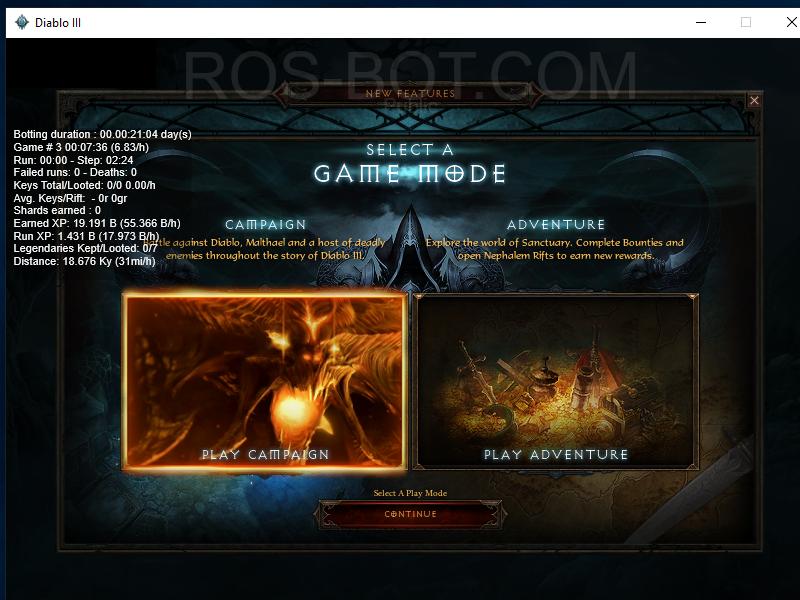 Diablo III
ROS-BOT.COM
NEW FEATURES
Public
Botting duration : 00.00:21:04 day(s)
Game # 3 00:07:36 (6.83/h)
Run: 00:00 - Step: 02:24
Failed runs: 0 - Deaths: 0
Keys Total/Looted: 0/0 0.00/h
Avg. Keys/Rift:  - 0r 0gr
Shards earned : 0
Earned XP: 19.191 B (55.366 B/h)
Run XP: 1.431 B (17.973 B/h)
Legendaries Kept/Looted: 0/7
Distance: 18.676 Ky (31mi/h)
SELECT A
GAME MODE
CAMPAIGN
against Diablo, Malthael and a host of deadly
enemies throughout the story of Diablo III.
ADVENTURE
Explore the world of Sanctuary. Complete Bounties and
open Nephalem Rifts to earn new rewards.
PLAY CAMPAIGN
PLAY ADVENTURE
Select A Play Mode
CONTINUE